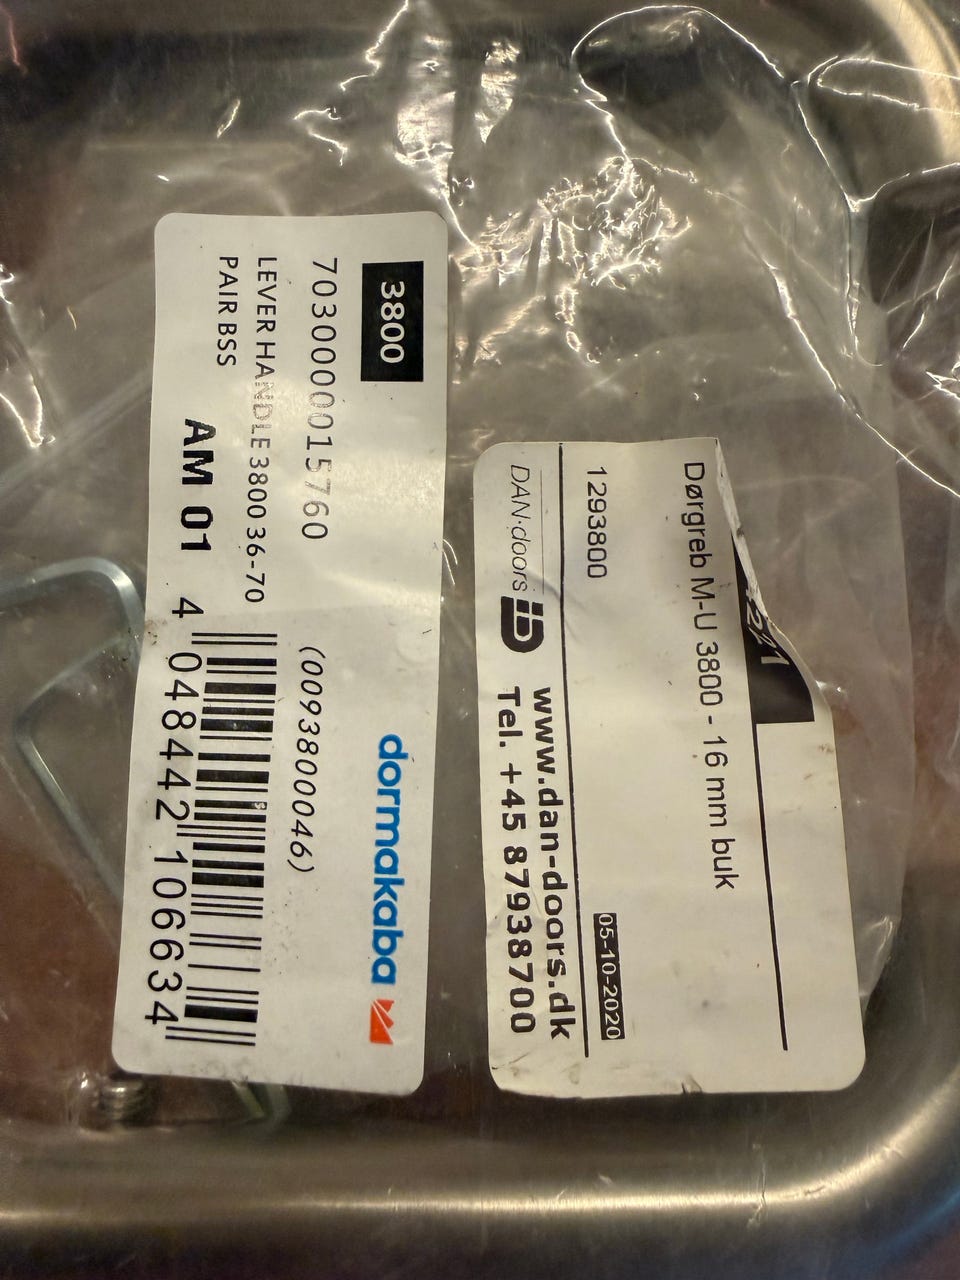 3800
dormakaba
703000015760
(0093800046)
LEVER HANDLE 3800 36-70
PAIR BSS
AM 01
4 048442 106634
Dørgreb M-U 3800 - 16 mm buk
1293800
05-10-2020
DAN·doors
www.dan-doors.dk
Tel. +45 87938700